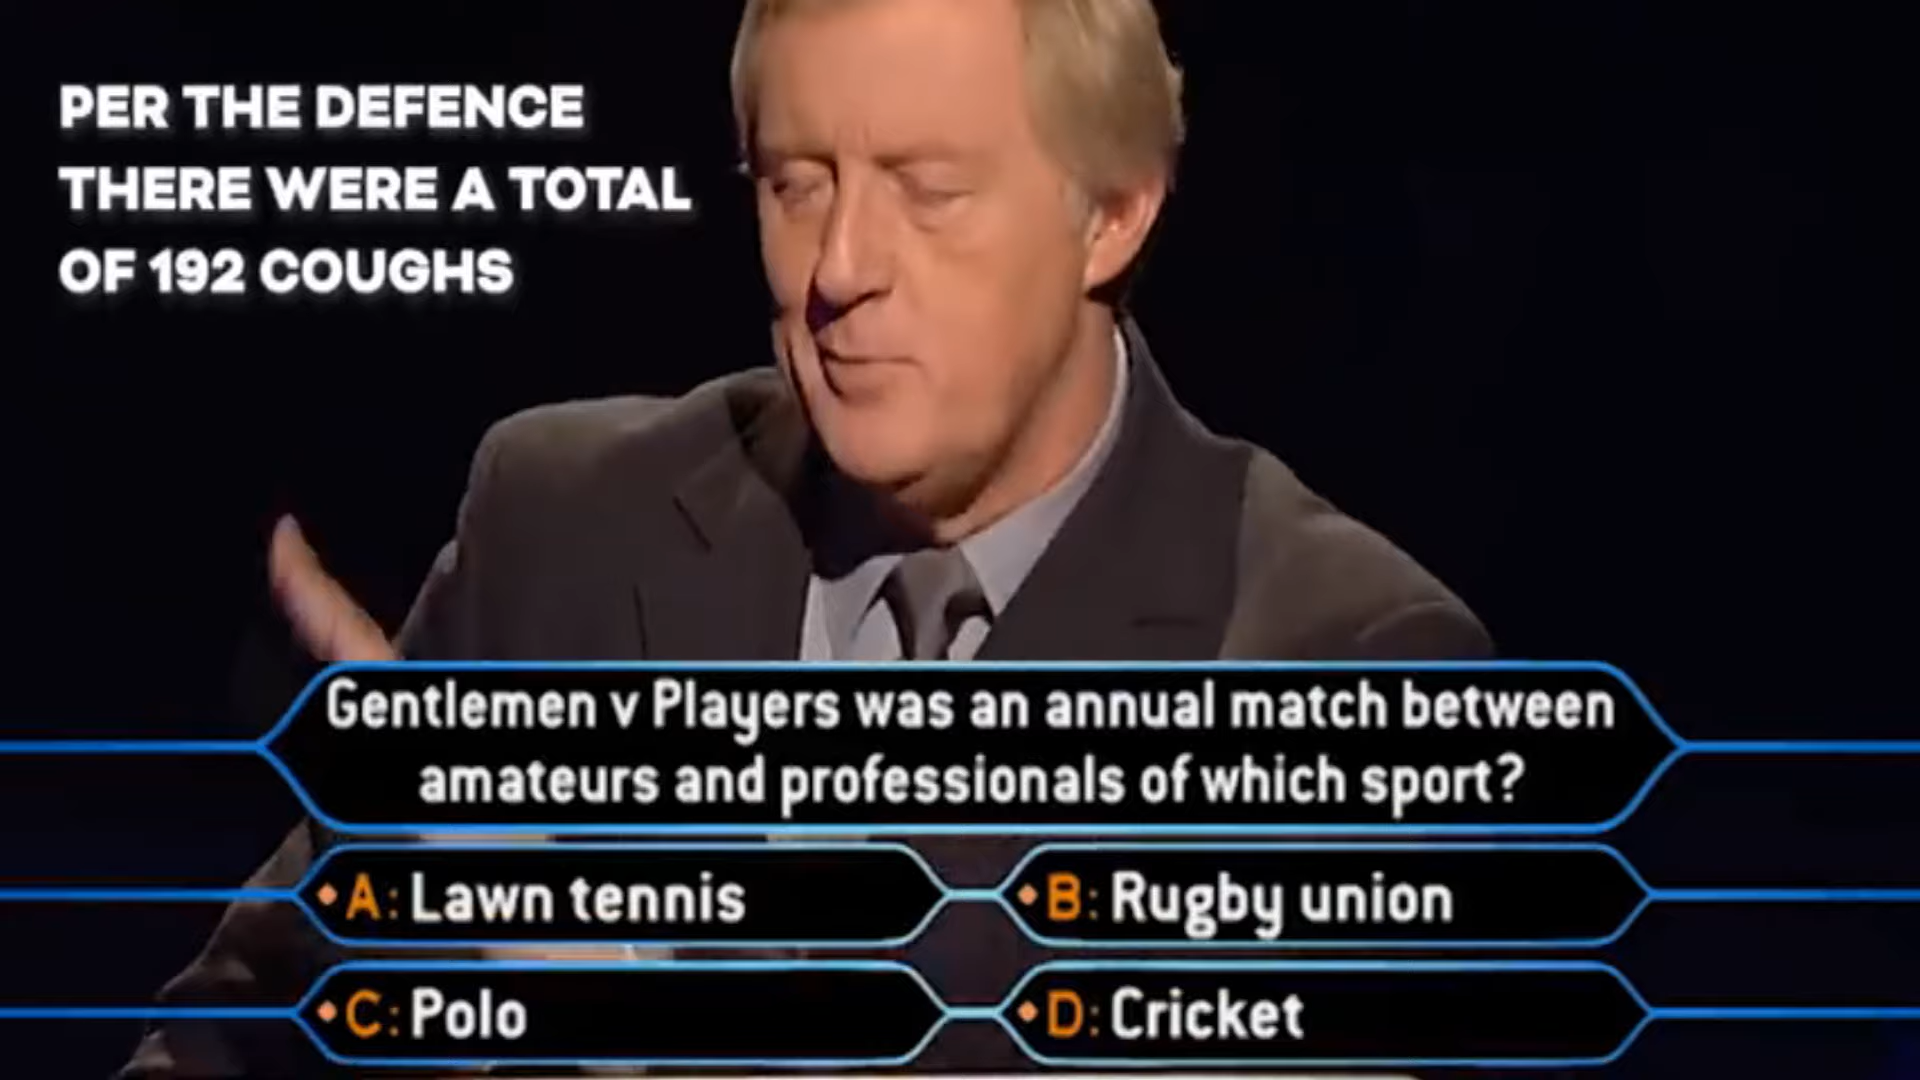 PER THE DEFENCE
THERE WERE A TOTAL
OF 192 COUGHS
Gentlemen v Players was an annual match between
amateurs and professionals of which sport?
A: Lawn tennis
B: Rugby union
C: Polo
D: Cricket